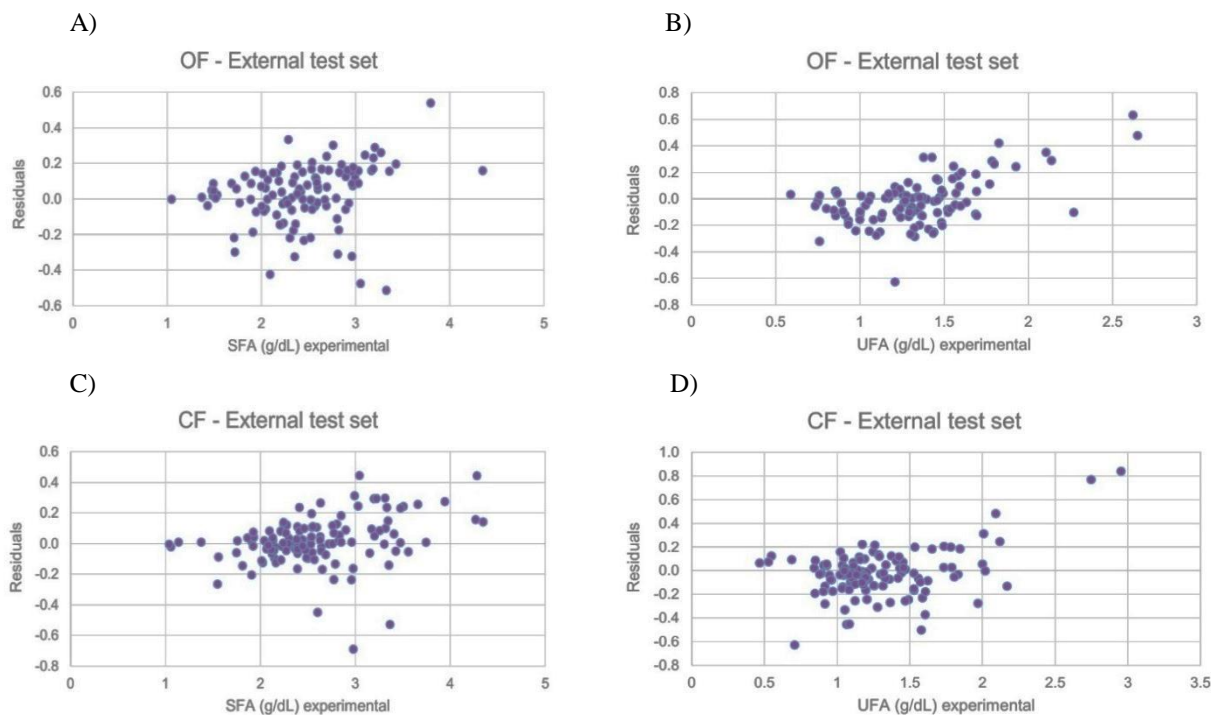 A)
OF - External test set
Residuals
0.6
0.4
0.2
0.0
-0.2
-0.4
-0.6
0 1 2 3 4 5
SFA (g/dL) experimental
B)
OF - External test set
Residuals
0.8
0.6
0.4
0.2
0.0
-0.2
-0.4
-0.6
-0.8
0 0.5 1 1.5 2 2.5 3
UFA (g/dL) experimental
C)
CF - External test set
Residuals
0.6
0.4
0.2
0.0
-0.2
-0.4
-0.6
-0.8
0 1 2 3 4 5
SFA (g/dL) experimental
D)
CF - External test set
Residuals
1.0
0.8
0.6
0.4
0.2
0.0
-0.2
-0.4
-0.6
-0.8
0 0.5 1 1.5 2 2.5 3 3.5
UFA (g/dL) experimental